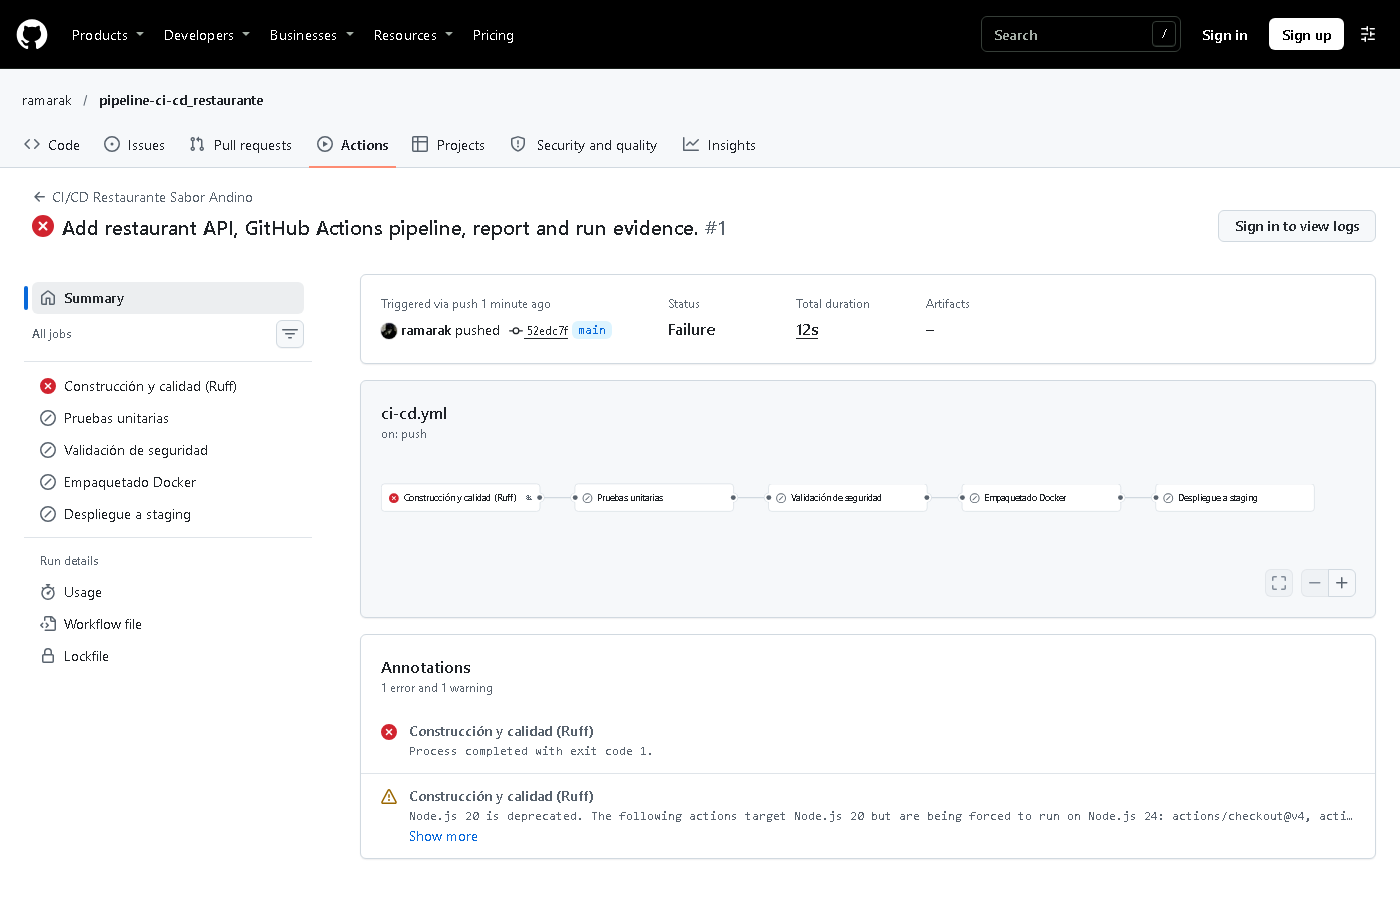 Products Developers Businesses Resources Pricing Search / Sign in Sign up
ramarak / pipeline-ci-cd_restaurante
Code Issues Pull requests Actions Projects Security and quality Insights
CI/CD Restaurante Sabor Andino
Add restaurant API, GitHub Actions pipeline, report and run evidence. #1
Sign in to view logs
Summary
All jobs
Construcción y calidad (Ruff)
Pruebas unitarias
Validación de seguridad
Empaquetado Docker
Despliegue a staging
Run details
Usage
Workflow file
Lockfile
Triggered via push 1 minute ago Status Total duration Artifacts
ramarak pushed 52edc7f main Failure 12s –
ci-cd.yml
on: push
Construcción y calidad (Ruff) Pruebas unitarias Validación de seguridad Empaquetado Docker Despliegue a staging
Annotations
1 error and 1 warning
Construcción y calidad (Ruff)
Process completed with exit code 1.
Construcción y calidad (Ruff)
Node.js 20 is deprecated. The following actions target Node.js 20 but are being forced to run on Node.js 24: actions/checkout@v4, acti…
Show more